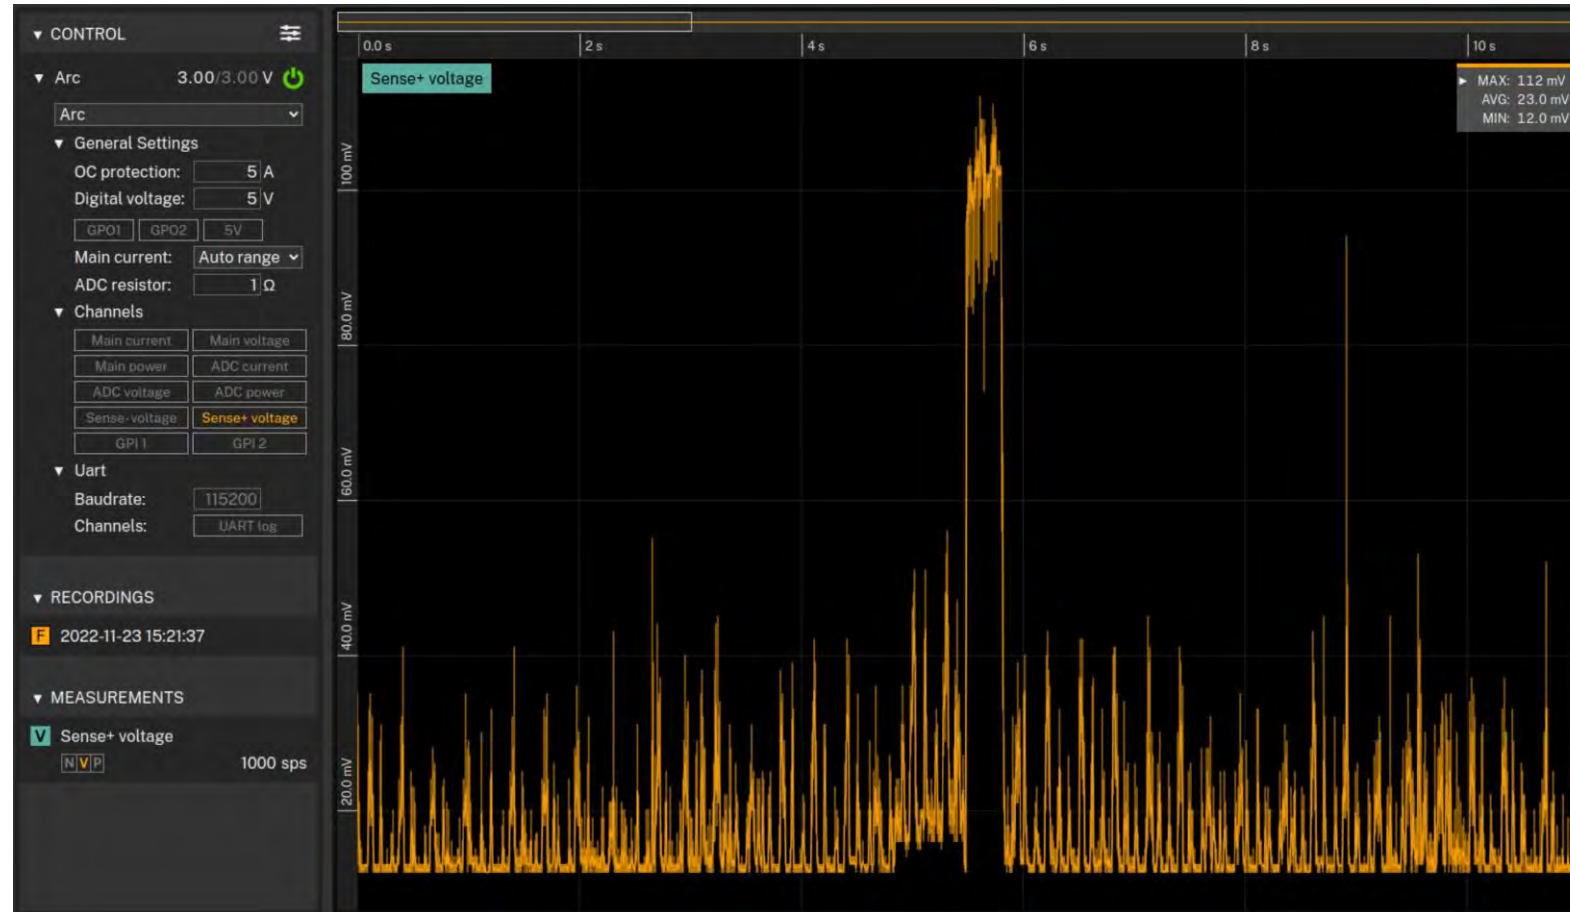 CONTROL
Arc 3.00/3.00 V
Arc
General Settings
OC protection: 5 A
Digital voltage: 5 V
GPO1 GPO2 5V
Main current: Auto range
ADC resistor: 1 Ω
Channels
Main current Main voltage
Main power ADC current
ADC voltage ADC power
Sense-voltage Sense+ voltage
GPI 1 GPI 2
Uart
Baudrate: 115200
Channels: UART log
RECORDINGS
F 2022-11-23 15:21:37
MEASUREMENTS
V Sense+ voltage
N V P 1000 sps
0.0 s 2 s 4 s 6 s 8 s 10 s
Sense+ voltage
MAX: 112 mV
AVG: 23.0 mV
MIN: 12.0 mV
100 mV
80.0 mV
60.0 mV
40.0 mV
20.0 mV